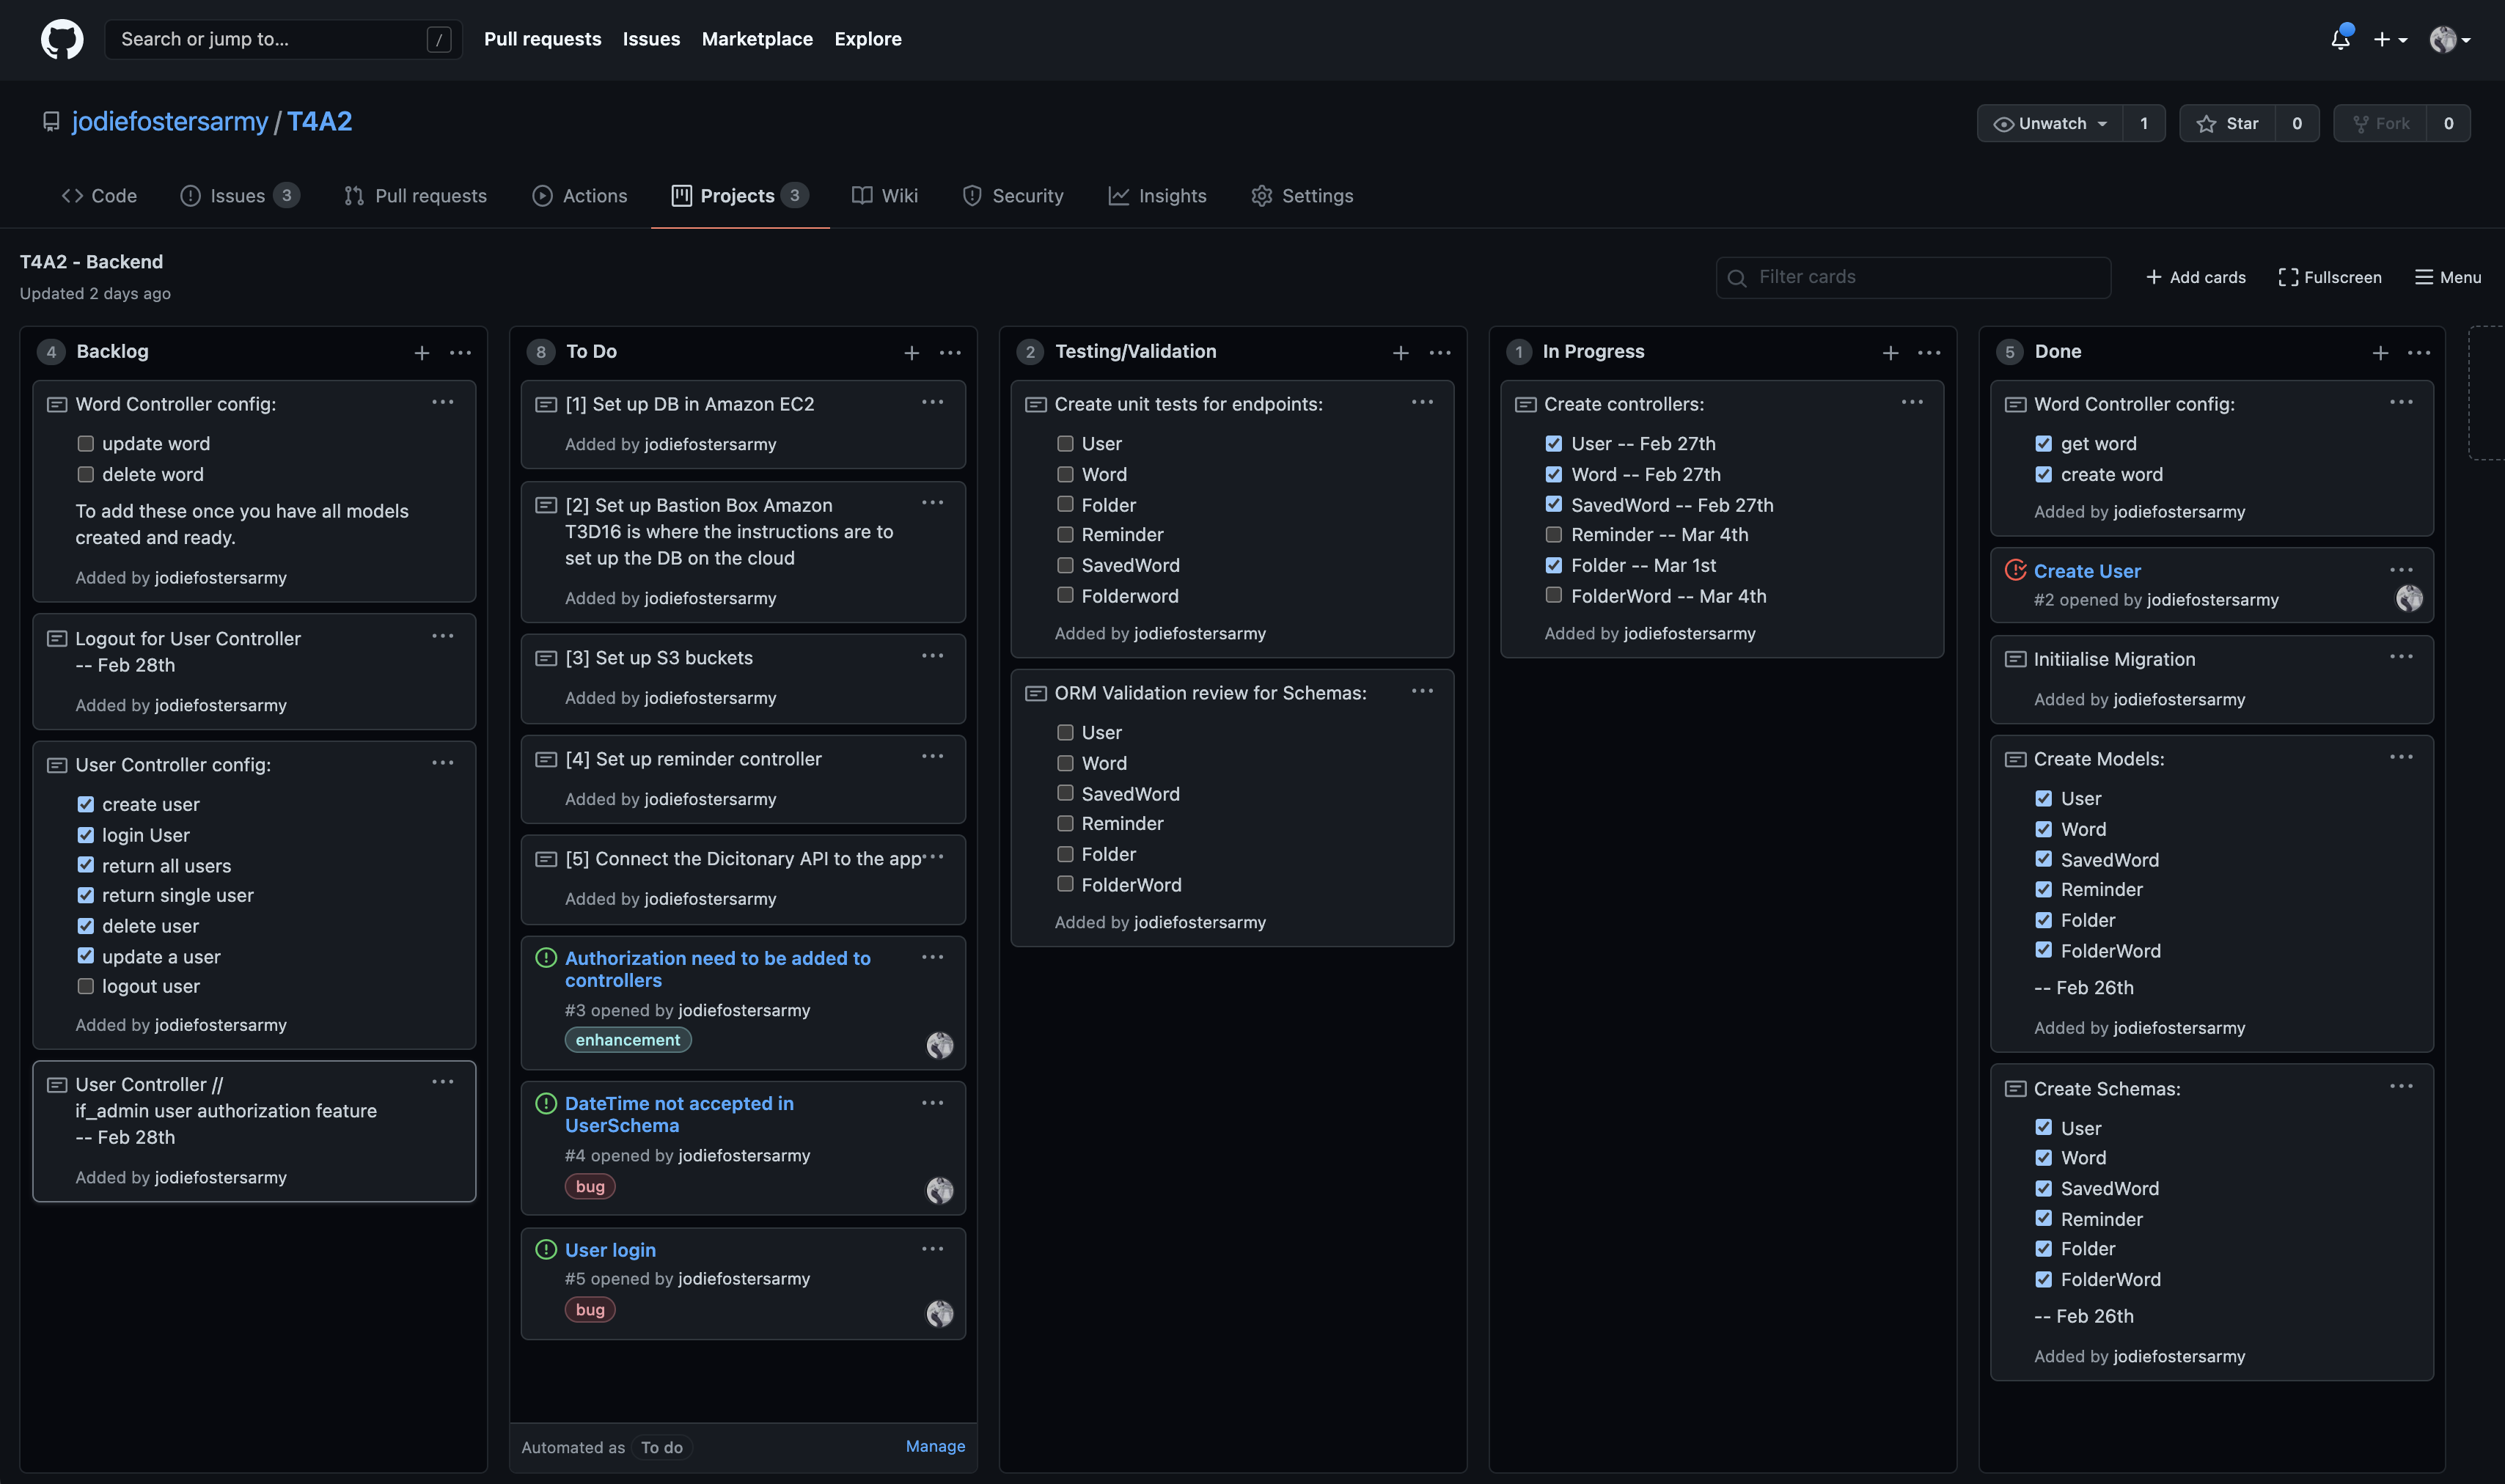 Search or jump to... /
Pull requests Issues Marketplace Explore
jodiefostersarmy / T4A2
Unwatch 1 Star 0 Fork 0
Code Issues 3 Pull requests Actions Projects 3 Wiki Security Insights Settings
T4A2 - Backend
Updated 2 days ago
Filter cards
Add cards Fullscreen Menu
4 Backlog
Word Controller config:
update word
delete word
To add these once you have all models
created and ready.
Added by jodiefostersarmy
Logout for User Controller
-- Feb 28th
Added by jodiefostersarmy
User Controller config:
create user
login User
return all users
return single user
delete user
update a user
logout user
Added by jodiefostersarmy
User Controller //
if_admin user authorization feature
-- Feb 28th
Added by jodiefostersarmy
8 To Do
[1] Set up DB in Amazon EC2
Added by jodiefostersarmy
[2] Set up Bastion Box Amazon
T3D16 is where the instructions are to
set up the DB on the cloud
Added by jodiefostersarmy
[3] Set up S3 buckets
Added by jodiefostersarmy
[4] Set up reminder controller
Added by jodiefostersarmy
[5] Connect the Dicitonary API to the app
Added by jodiefostersarmy
Authorization need to be added to
controllers
#3 opened by jodiefostersarmy
enhancement
DateTime not accepted in
UserSchema
#4 opened by jodiefostersarmy
bug
User login
#5 opened by jodiefostersarmy
bug
Automated as To do Manage
2 Testing/Validation
Create unit tests for endpoints:
User
Word
Folder
Reminder
SavedWord
Folderword
Added by jodiefostersarmy
ORM Validation review for Schemas:
User
Word
SavedWord
Reminder
Folder
FolderWord
Added by jodiefostersarmy
1 In Progress
Create controllers:
User -- Feb 27th
Word -- Feb 27th
SavedWord -- Feb 27th
Reminder -- Mar 4th
Folder -- Mar 1st
FolderWord -- Mar 4th
Added by jodiefostersarmy
5 Done
Word Controller config:
get word
create word
Added by jodiefostersarmy
Create User
#2 opened by jodiefostersarmy
Initiialise Migration
Added by jodiefostersarmy
Create Models:
User
Word
SavedWord
Reminder
Folder
FolderWord
-- Feb 26th
Added by jodiefostersarmy
Create Schemas:
User
Word
SavedWord
Reminder
Folder
FolderWord
-- Feb 26th
Added by jodiefostersarmy